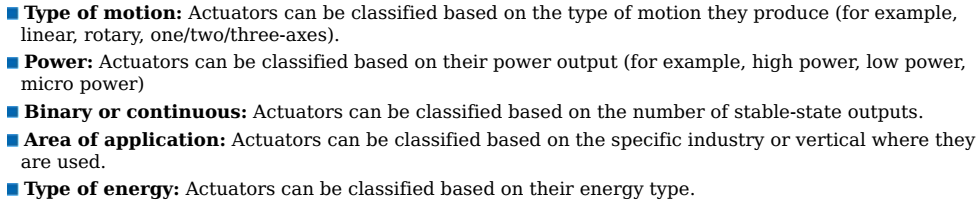 ■ Type of motion: Actuators can be classified based on the type of motion they produce (for example,
linear, rotary, one/two/three-axes).
■ Power: Actuators can be classified based on their power output (for example, high power, low power,
micro power)
■ Binary or continuous: Actuators can be classified based on the number of stable-state outputs.
■ Area of application: Actuators can be classified based on the specific industry or vertical where they
are used.
■ Type of energy: Actuators can be classified based on their energy type.